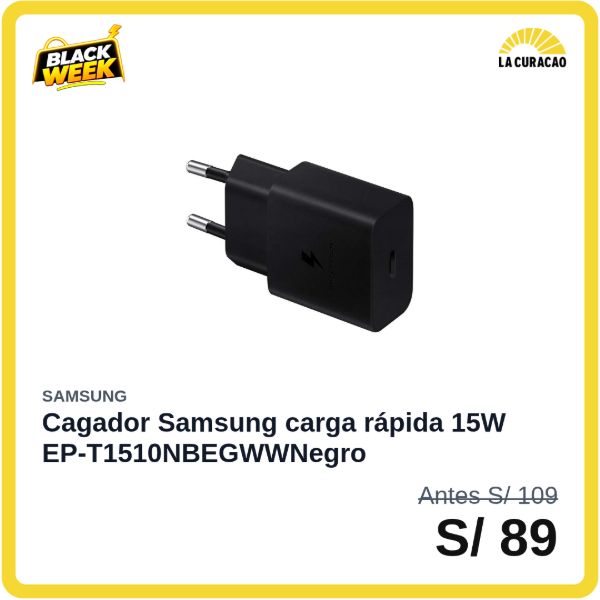 BLACK
WEEK
LA CURACAO
SAMSUNG
Cagador Samsung carga rápida 15W
EP-T1510NBEGWWNegro
Antes S/ 109
S/ 89